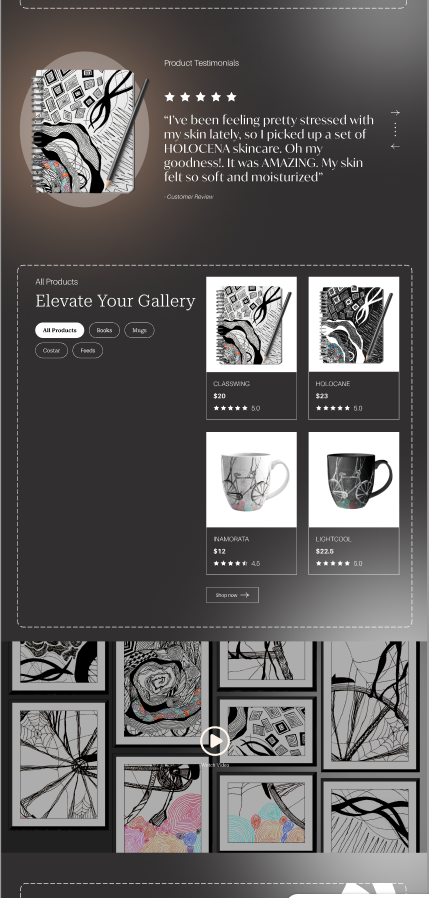 Product Testimonials
“I’ve been feeling pretty stressed with
my skin lately, so I picked up a set of
HOLOCENA skincare. Oh my
goodness!. It was AMAZING. My skin
felt so soft and moisturized”
-Customer Review
All Products
Elevate Your Gallery
All Products
Books
Mugs
Costar
Feeds
CLASSWING
$20
5.0
HOLOCANE
$23
5.0
INAMORATA
$12
4.5
LIGHTCOOL
$22.5
5.0
Shop now
Watch Video